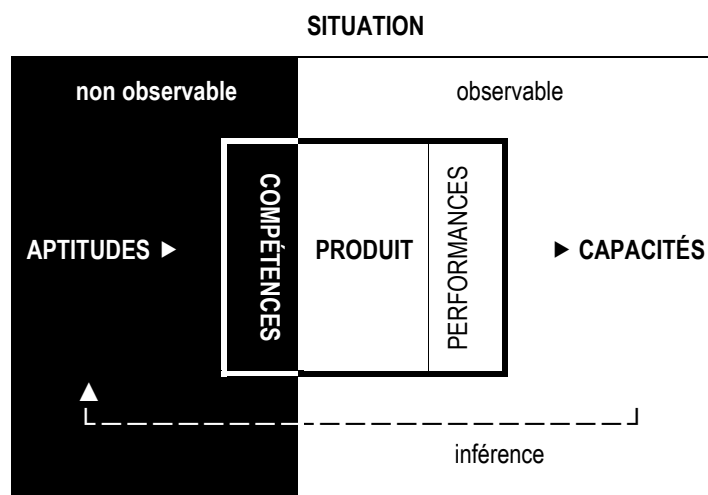 SITUATION
non observable
observable
APTITUDES
COMPÉTENCES
PRODUIT
PERFORMANCES
CAPACITÉS
inférence